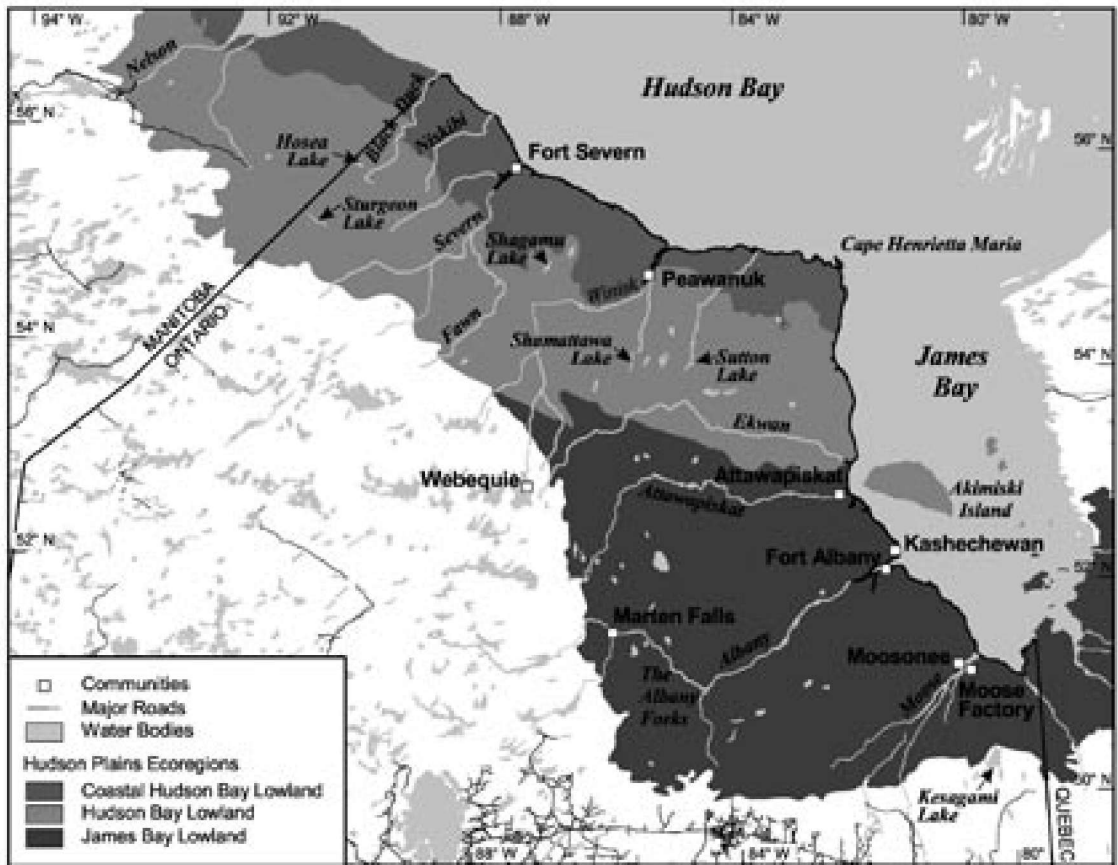 94° W
92° W
88° W
84° W
80° W
Nelson
Hudson Bay
56° N
56° N
Black Duck
Niskibi
Hosea
Lake
Fort Severn
Sturgeon
Lake
Severn
Shagamu
Lake
Cape Henrietta Maria
Winisk
Peawanuk
MANITOBA
ONTARIO
54° N
54° N
Fawn
Shamattawa
Lake
Sutton
Lake
James
Bay
Ekwan
Webequie
Attawapiskat
Attawapiskat
Akimiski
Island
52° N
52° N
Kashechewan
Fort Albany
Marten Falls
Albany
The
Albany
Forks
Moosonee
Moose
Moose
Factory
Kesagami
Lake
50° N
QUEBEC
88° W
84° W
80°
Communities
Major Roads
Water Bodies
Hudson Plains Ecoregions
Coastal Hudson Bay Lowland
Hudson Bay Lowland
James Bay Lowland